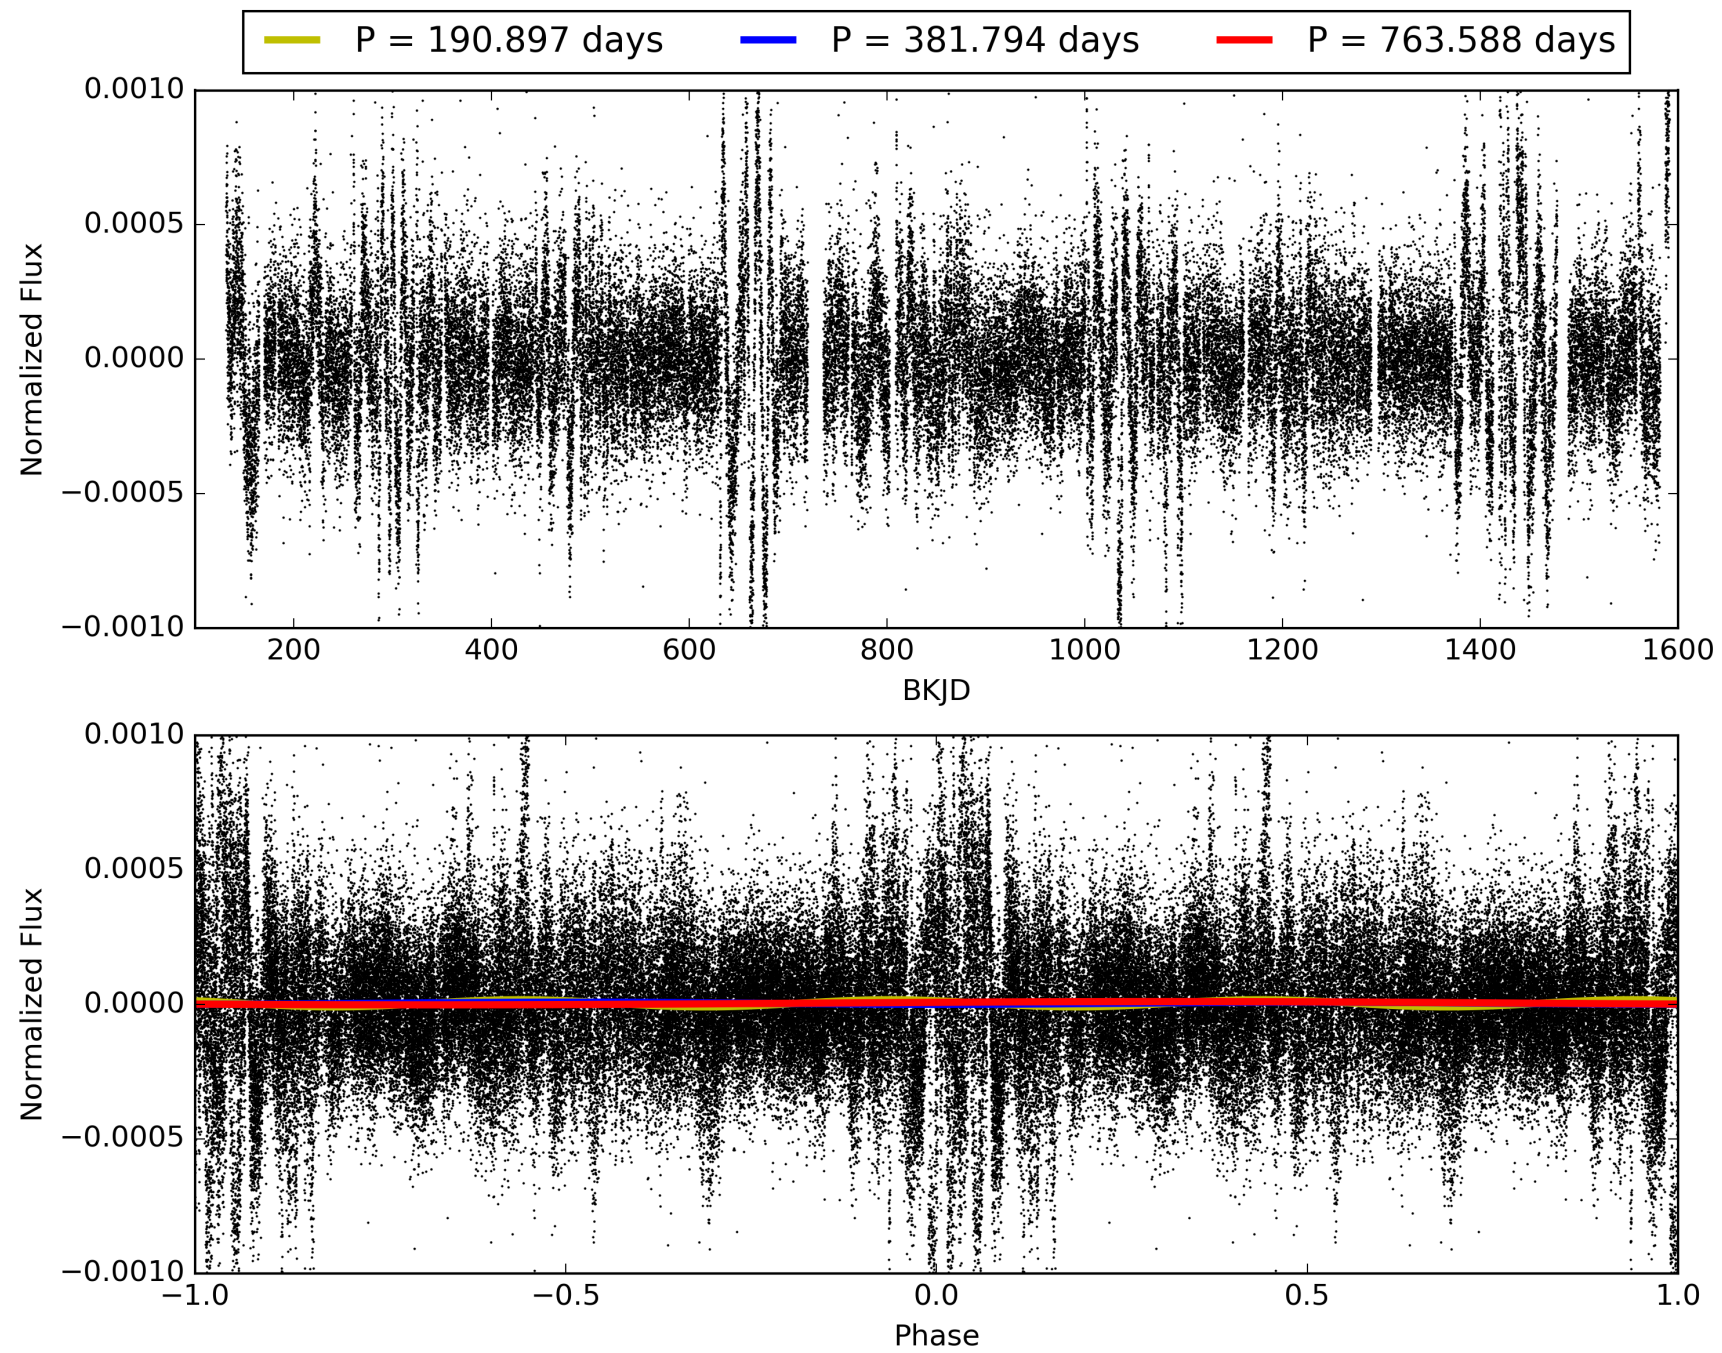 P = 190.897 days P = 381.794 days P = 763.588 days
0.0010
0.0005
0.0000
−0.0005
−0.0010
Normalized Flux
200 400 600 800 1000 1200 1400 1600
BKJD
0.0010
0.0005
0.0000
−0.0005
−0.0010
Normalized Flux
−1.0 −0.5 0.0 0.5 1.0
Phase